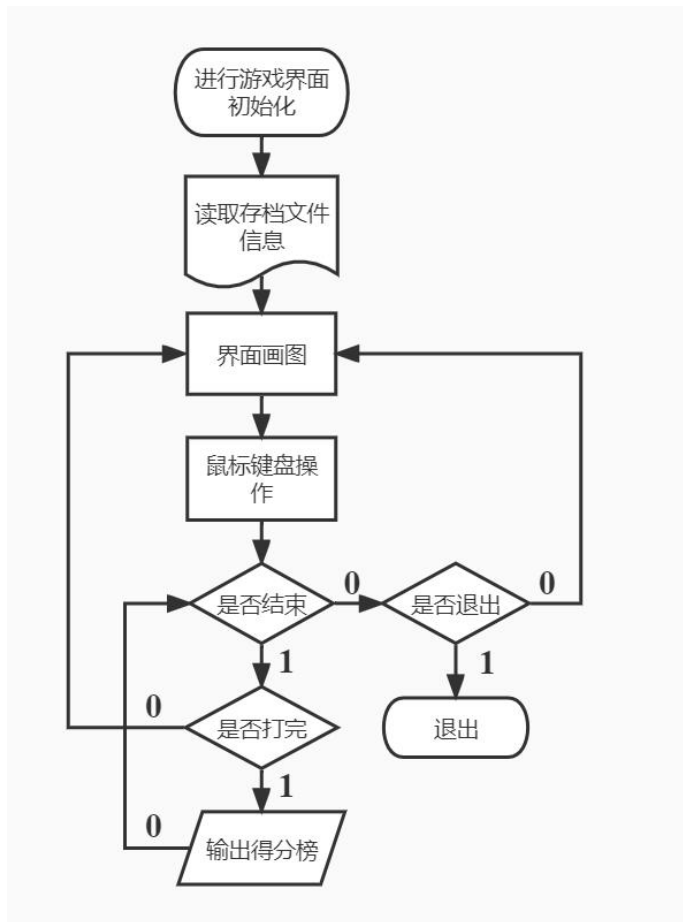 进行游戏界面
初始化
读取存档文件
信息
界面画图
鼠标键盘操
作
是否结束
0
是否退出
0
1
1
0
是否打完
退出
1
0
输出得分榜